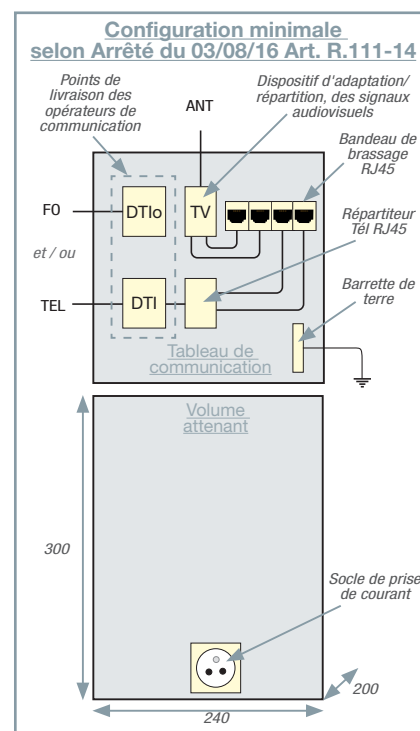 Configuration minimale
selon Arrêté du 03/08/16 Art. R.111-14
Points de
livraison des
opérateurs de
communication
ANT
Dispositif d'adaptation/
répartition, des signaux
audiovisuels
Bandeau de
brassage
RJ45
FO
DTIo
TV
et / ou
Répartiteur
Tél RJ45
TEL
DTI
Barrette de
terre
Tableau de
communication
Volume
attenant
300
Socle de prise
de courant
200
240